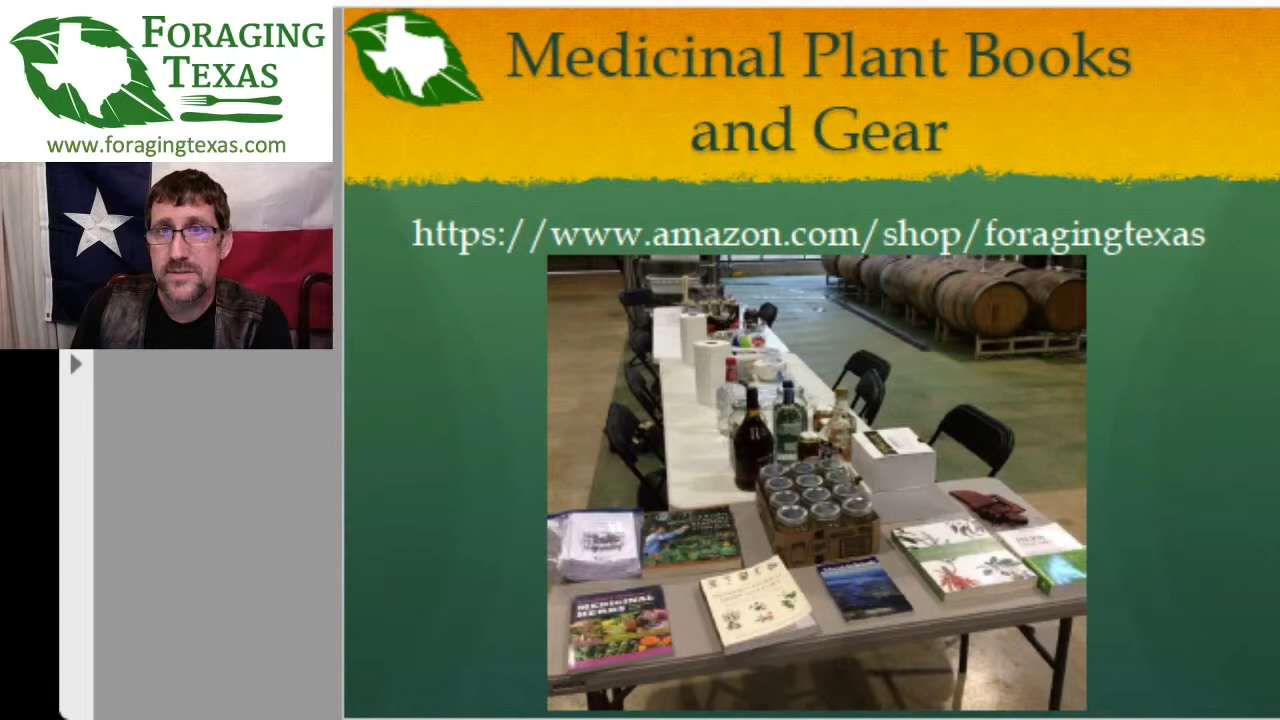 FORAGING
TEXAS
www.foragingtexas.com
Medicinal Plant Books
and Gear
https://www.amazon.com/shop/foragingtexas
MEDICINAL
HERBS